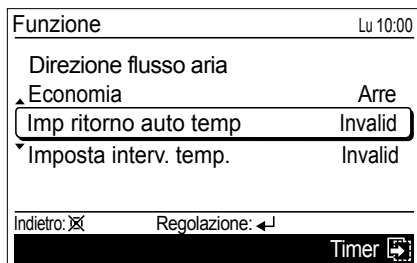 Funzione Lu 10:00
Direzione flusso aria
Economia Arre
Imp ritorno auto temp Invalid
Imposta interv. temp. Invalid
Indietro: Regolazione:
Timer